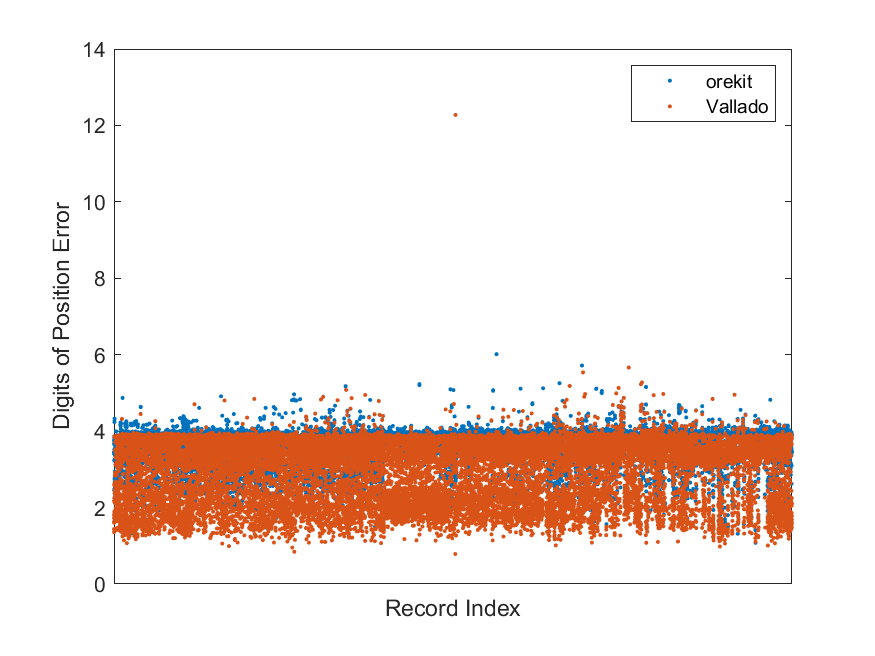 14
12
10
8
6
4
2
0
Digits of Position Error
Record Index
orekit
Vallado